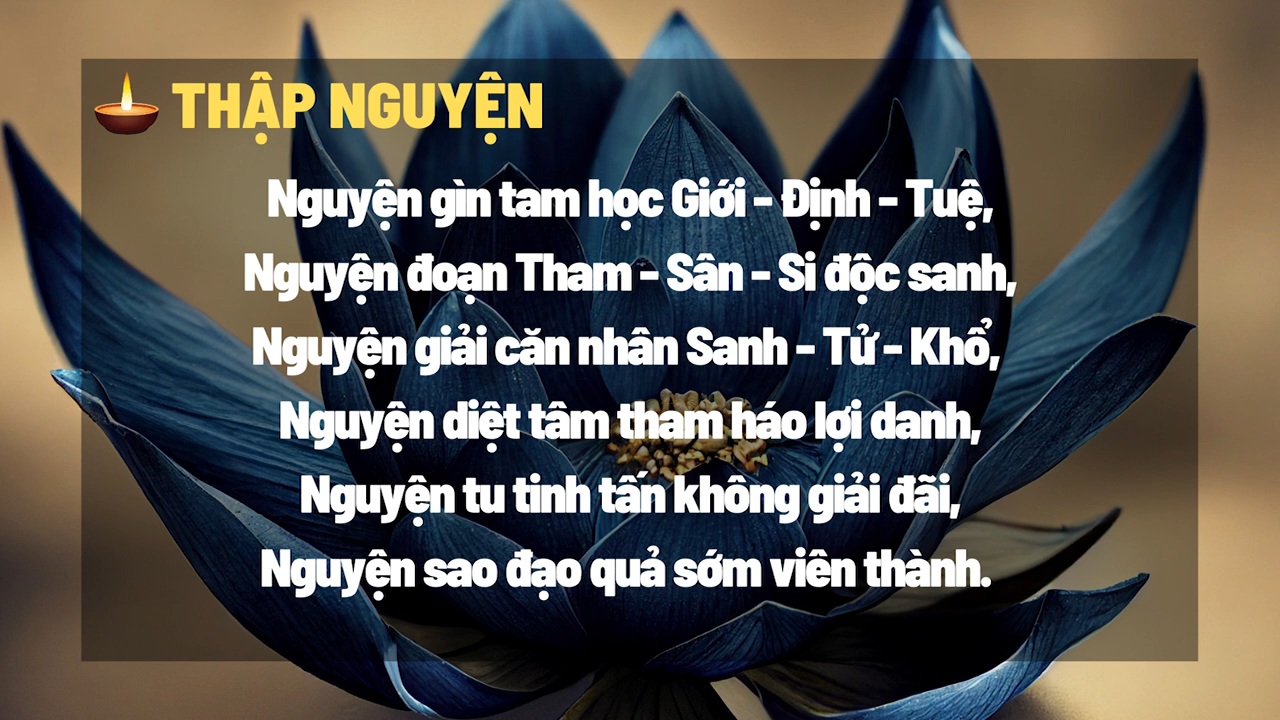 THẬP NGUYỆN
Nguyện gìn tam học Giới - Định - Tuệ,
Nguyện đoạn Tham - Sân - Si độc sanh,
Nguyện giải căn nhân Sanh - Tử - Khổ,
Nguyện diệt tâm tham háo lợi danh,
Nguyện tu tinh tấn không giải đãi,
Nguyện sao đạo quả sớm viên thành.